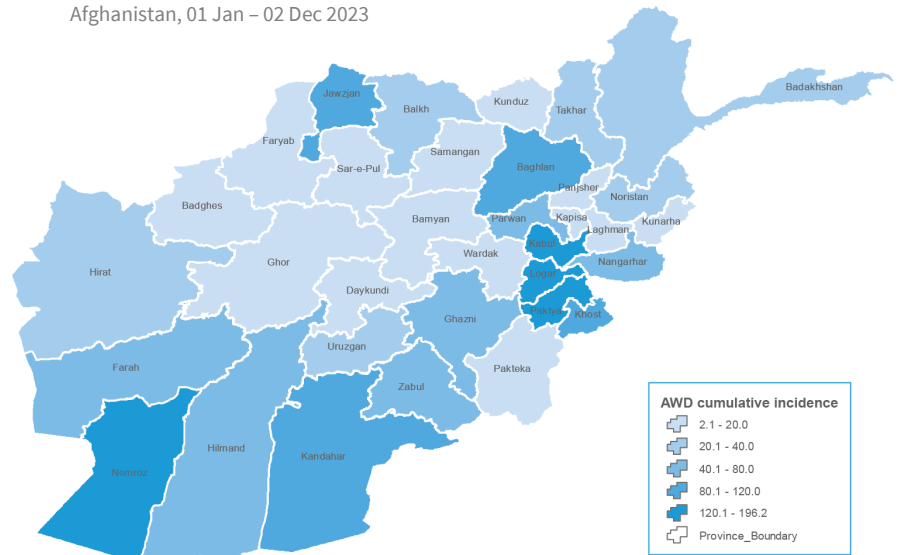 Afghanistan, 01 Jan – 02 Dec 2023
Badakhshan
Jawzjan
Kunduz
Balkh
Takhar
Faryab
Samangan
Sar-e-Pul
Baghlan
Panjsher
Noristan
Badghes
Bamyan
Parwan
Kapisa
Kunarha
Laghman
Kabul
Wardak
Nangarhar
Ghor
Hirat
Logar
Daykundi
Paktya
Khost
Ghazni
Uruzgan
Farah
Pakteka
Zabul
Hilmand
Kandahar
Nemroz
AWD cumulative incidence
2.1 - 20.0
20.1 - 40.0
40.1 - 80.0
80.1 - 120.0
120.1 - 196.2
Province_Boundary